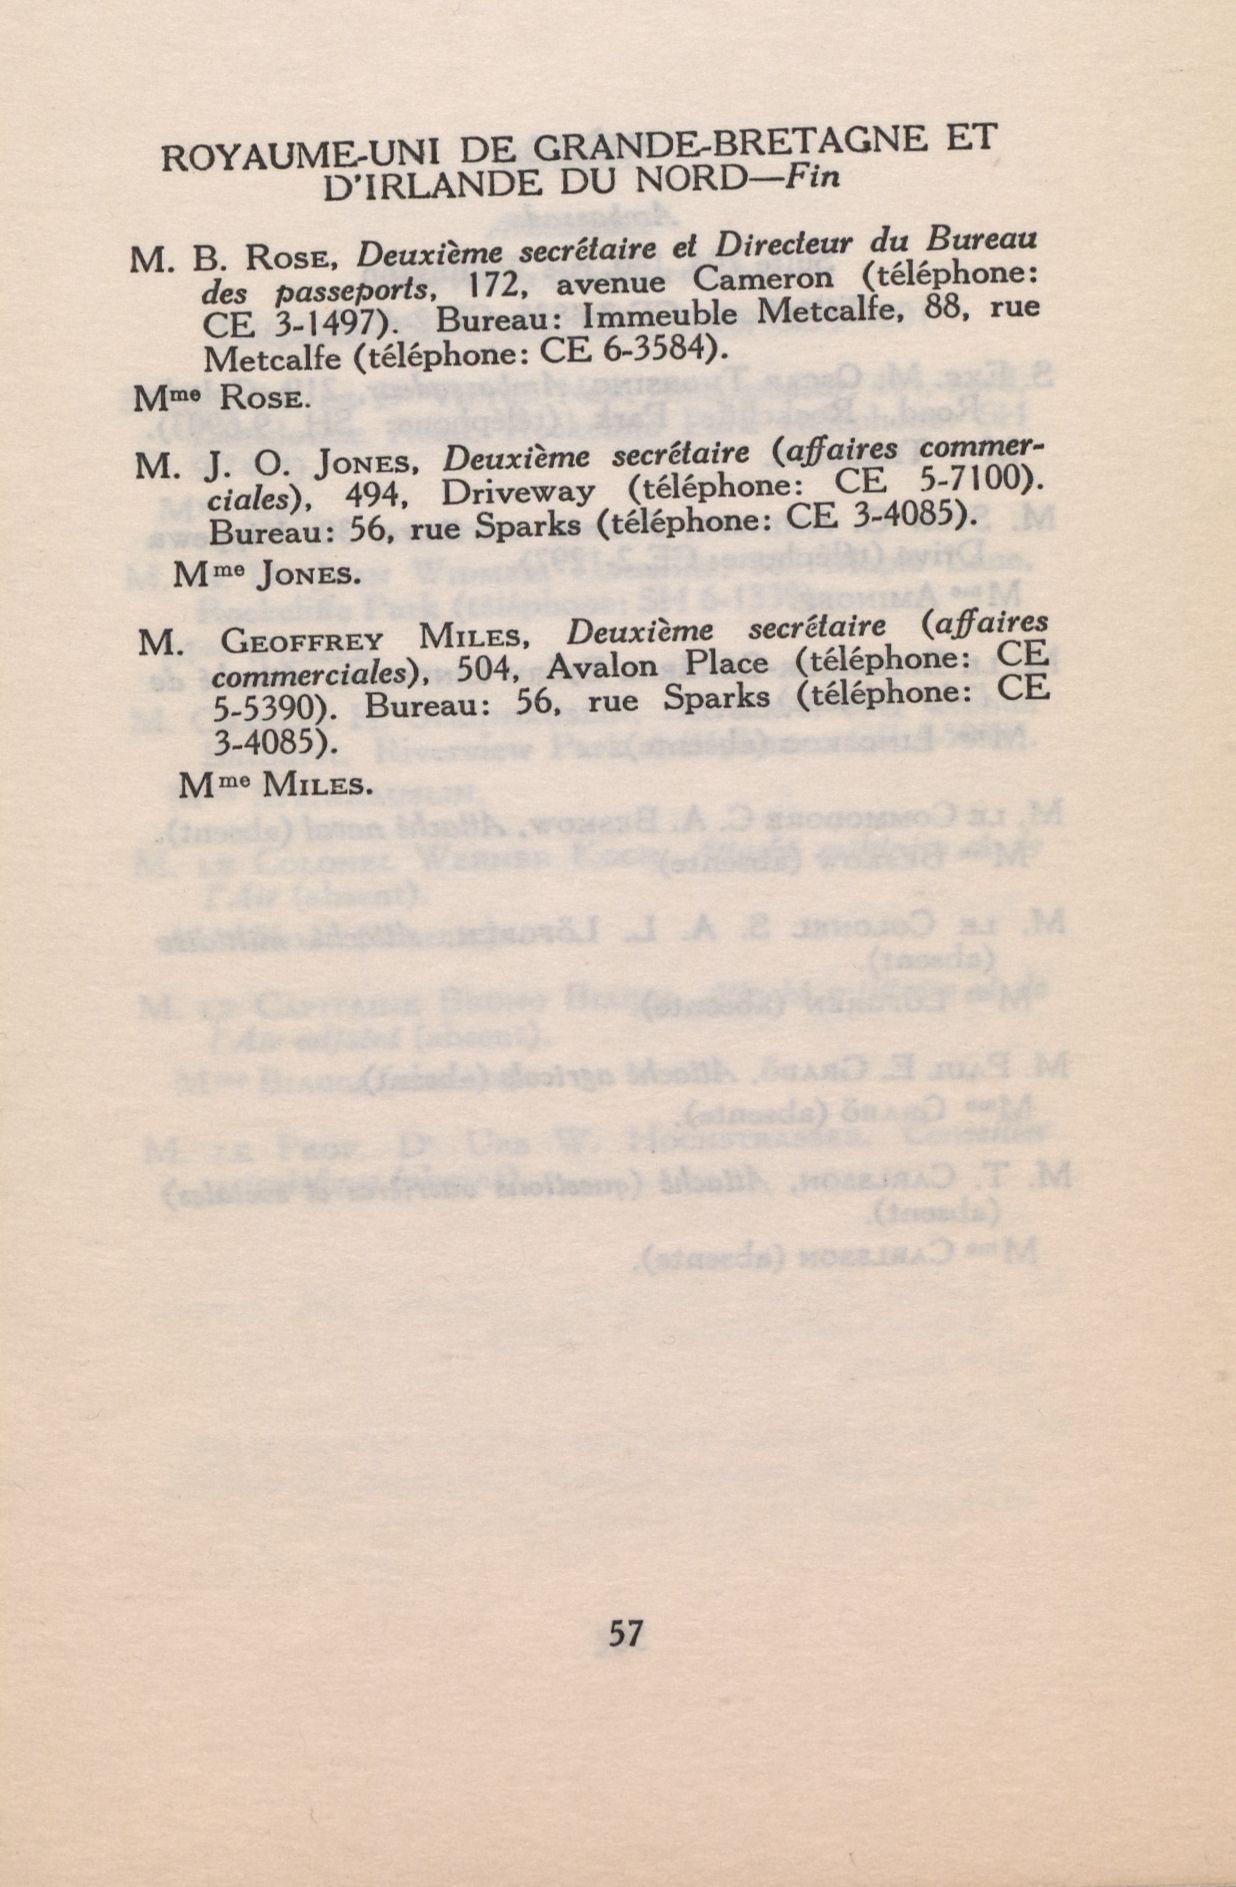 ROYAUME-UNI DE GRANDE-BRETAGNE ET
D'IRLANDE DU NORD—Fin
M. B. ROSE, Deuxième secrétaire et Directeur du Bureau
des passeports, 172, avenue Cameron (téléphone:
CE 3-1497). Bureau: Immeuble Metcalfe, 88, rue
Metcalfe (téléphone: CE 6-3584).
Mme ROSE.
M. J. O. JONES, Deuxième secrétaire (affaires commer-
ciales), 494, Driveway (téléphone: CE 5-7100).
Bureau: 56, rue Sparks (téléphone: CE 3-4085).
Mme JONES.
M. GEOFFREY MILES, Deuxième secrétaire (affaires
commerciales), 504, Avalon Place (téléphone: CE
5-5390). Bureau: 56, rue Sparks (téléphone: CE
3-4085).
Mme MILES.
57